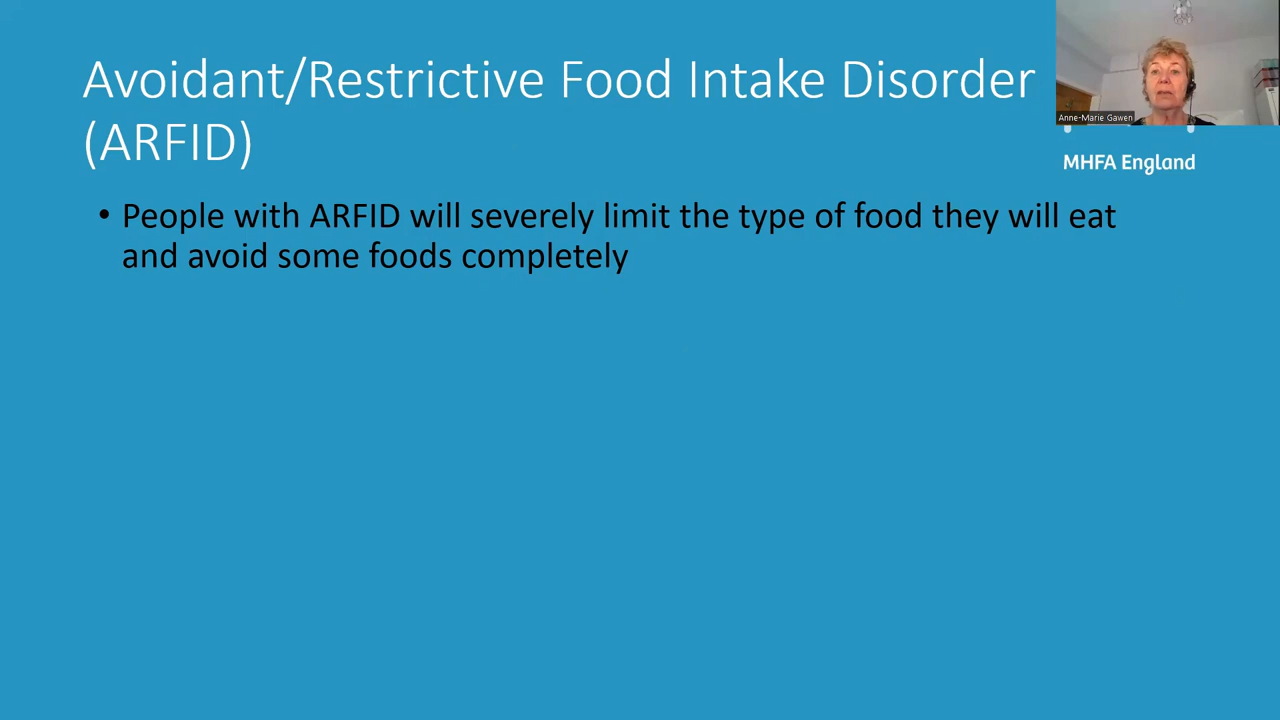 Avoidant/Restrictive Food Intake Disorder
(ARFID)
Anne-Marie Gawen
MHFA England
• People with ARFID will severely limit the type of food they will eat
and avoid some foods completely